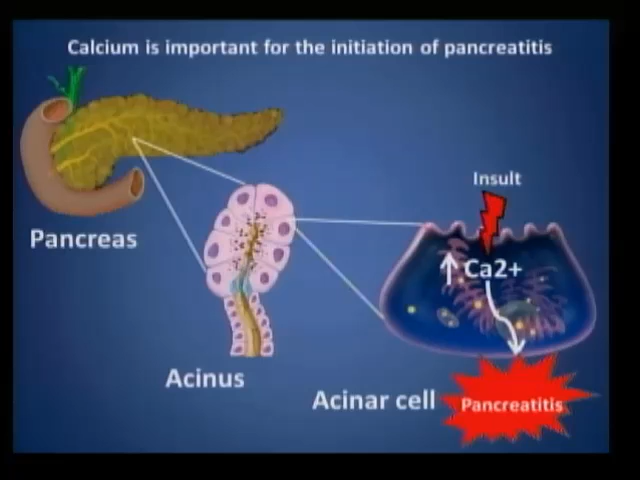 Calcium is important for the initiation of pancreatitis
Insult
Pancreas
Ca2+
Acinus
Acinar cell
Pancreatitis